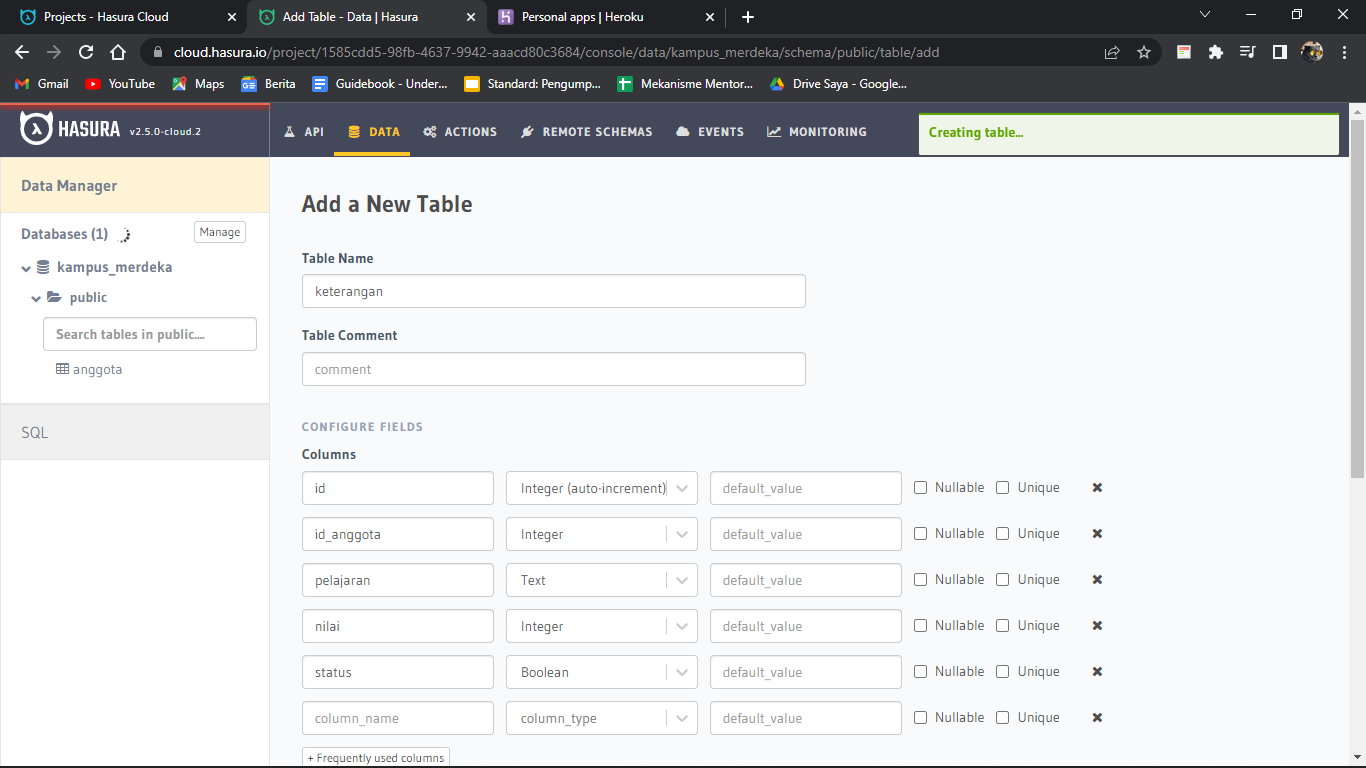 Projects - Hasura Cloud
Add Table - Data | Hasura
Personal apps | Heroku
cloud.hasura.io/project/1585cdd5-98fb-4637-9942-aaacd80c3684/console/data/kampus_merdeka/schema/public/table/add
Gmail YouTube Maps Berita Guidebook - Under... Standard: Pengump... Mekanisme Mentor... Drive Saya - Google...
HASURA v2.5.0-cloud.2
API DATA ACTIONS REMOTE SCHEMAS EVENTS MONITORING
Creating table...
Data Manager
Databases (1) Manage
kampus_merdeka
public
Search tables in public....
anggota
SQL
Add a New Table
Table Name
keterangan
Table Comment
comment
CONFIGURE FIELDS
Columns
id Integer (auto-increment) default_value Nullable Unique
id_anggota Integer default_value Nullable Unique
pelajaran Text default_value Nullable Unique
nilai Integer default_value Nullable Unique
status Boolean default_value Nullable Unique
column_name column_type default_value Nullable Unique
+ Frequently used columns